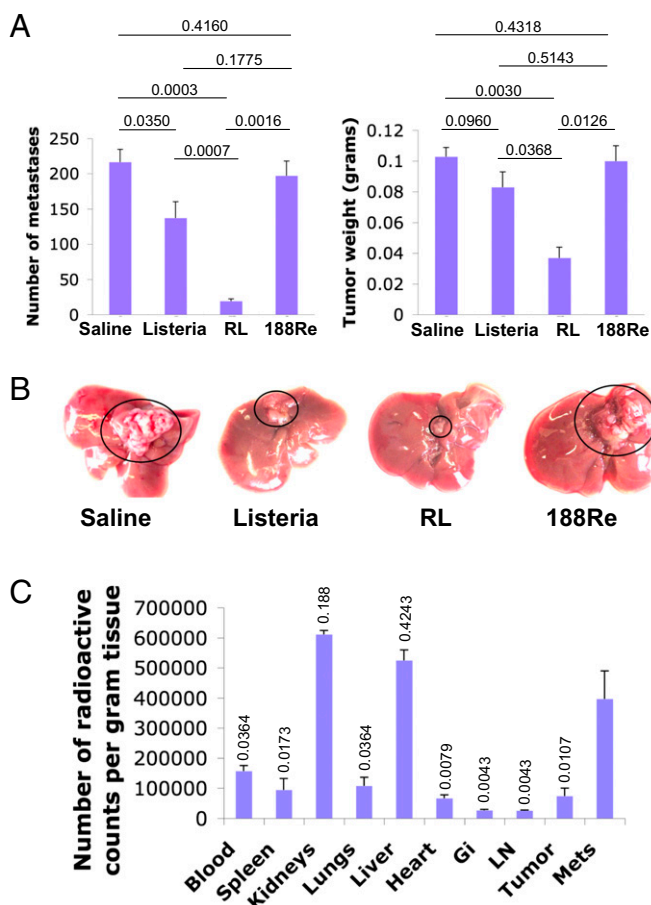 A
0.4160
0.1775
0.0003
0.0350
0.0016
0.0007
250
200
150
100
50
0
Number of metastases
Saline Listeria RL 188Re
0.4318
0.5143
0.0030
0.0960
0.0126
0.0368
0.12
0.1
0.08
0.06
0.04
0.02
0
Tumor weight (grams)
Saline Listeria RL 188Re
B
Saline Listeria RL 188Re
C
Number of radioactive
counts per gram tissue
700000
600000
500000
400000
300000
200000
100000
0
0.0364
0.0173
0.188
0.0364
0.4243
0.0079
0.0043
0.0043
0.0107
Blood
Spleen
Kidneys
Lungs
Liver
Heart
Gi
LN
Tumor
Mets